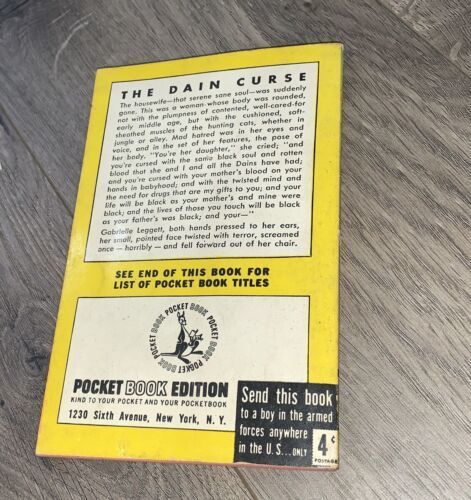 THE DAIN CURSE
The housewife—that serene sane soul—was suddenly
gone. This was a woman whose body was rounded,
not with the plumpness of contented, well-cared-for
early middle age, but with the cushioned, soft-
sheathed muscles of the hunting cats, whether in
jungle or alley. Mad hatred was in her eyes and
voice, and in the set of her features, the pose of
her body. "You're her daughter," she cried; "and
you're cursed with the same black soul and rotten
blood that she and I and all the Dains have had;
and you're cursed with your mother's blood on your
hands in babyhood; and with the twisted mind and
the need for drugs that are my gifts to you; and your
life will be black as your mother's and mine were
black; and the lives of those you touch will be black
as your father's was black; and your—"
Gabrielle Leggett, both hands pressed to her ears,
her small, pointed face twisted with terror, screamed
once — horribly — and fell forward out of her chair.
SEE END OF THIS BOOK FOR
LIST OF POCKET BOOK TITLES
POCKET BOOK POCKET BOOK POCKET BOOK
POCKET BOOK EDITION
KIND TO YOUR POCKET AND YOUR POCKETBOOK
1230 Sixth Avenue, New York, N. Y.
Send this book
to a boy in the armed
forces anywhere
in the U.S... ONLY
4¢
POSTAGE